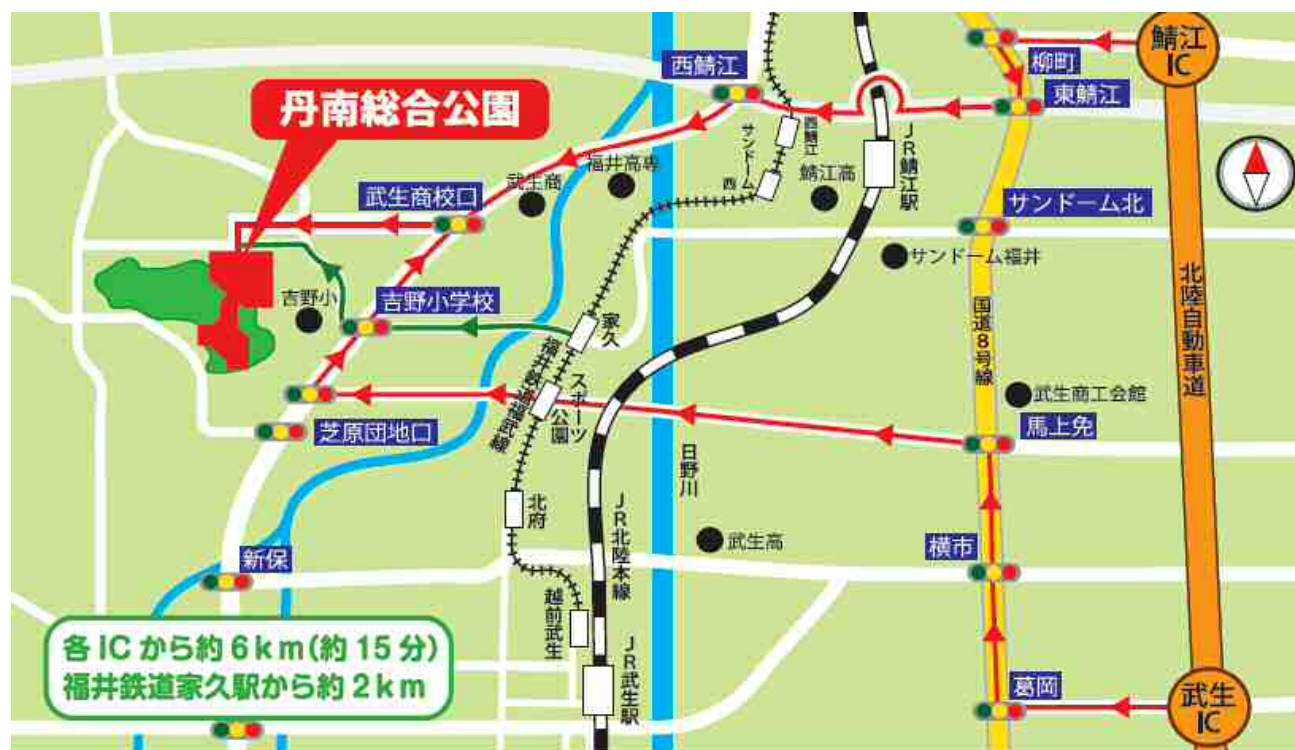 鯖江
IC
柳町
西鯖江
東鯖江
丹南総合公園
西鯖江
サンドーム
西
JR鯖江駅
福井高専
武生商
鯖江高
武生商校口
サンドーム北
サンドーム福井
北陸自動車道
吉野小
吉野小学校
家久
国道8号線
福井鉄道福武線
スポーツ
公園
武生商工会館
芝原団地口
馬上免
日野川
北府
JR北陸本線
武生高
横市
新保
越前武生
各ICから約6km(約15分)
福井鉄道家久駅から約2km
JR武生駅
葛岡
武生
IC